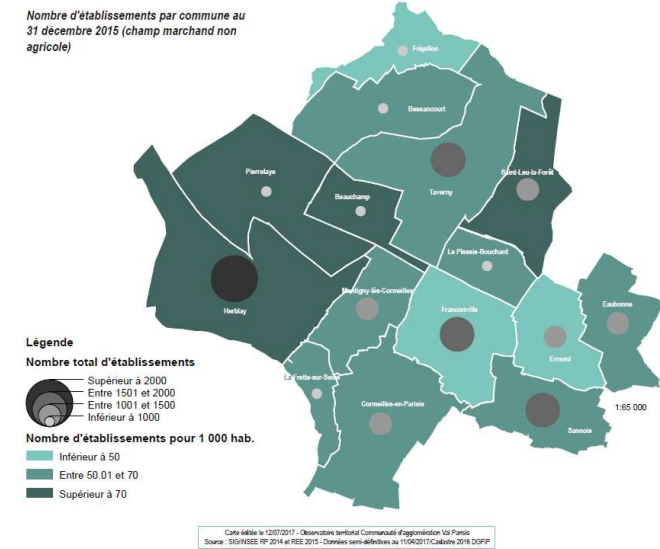 Nombre d'établissements par commune au
31 décembre 2015 (champ marchand non
agricole)
Frépillon
Bessancourt
Pierrelaye
Saint-Leu-la-Forêt
Taverny
Beauchamp
Le Plessis-Bouchard
Montigny-lès-Cormeilles
Eaubonne
Herblay
Franconville
Ermont
La Frette-sur-Seine
Cormeilles-en-Parisis
Sannois
1:65 000
Légende
Nombre total d'établissements
Supérieur à 2000
Entre 1501 et 2000
Entre 1001 et 1500
Inférieur à 1000
Nombre d'établissements pour 1 000 hab.
Inférieur à 50
Entre 50.01 et 70
Supérieur à 70
Carte éditée le 12/07/2017 - Observatoire territorial Communauté d'agglomération Val Parisis
Source : SIG/INSEE RP 2014 et REE 2015 - Données semi-définitives au 11/04/2017/Cadastre 2016 DGFIP